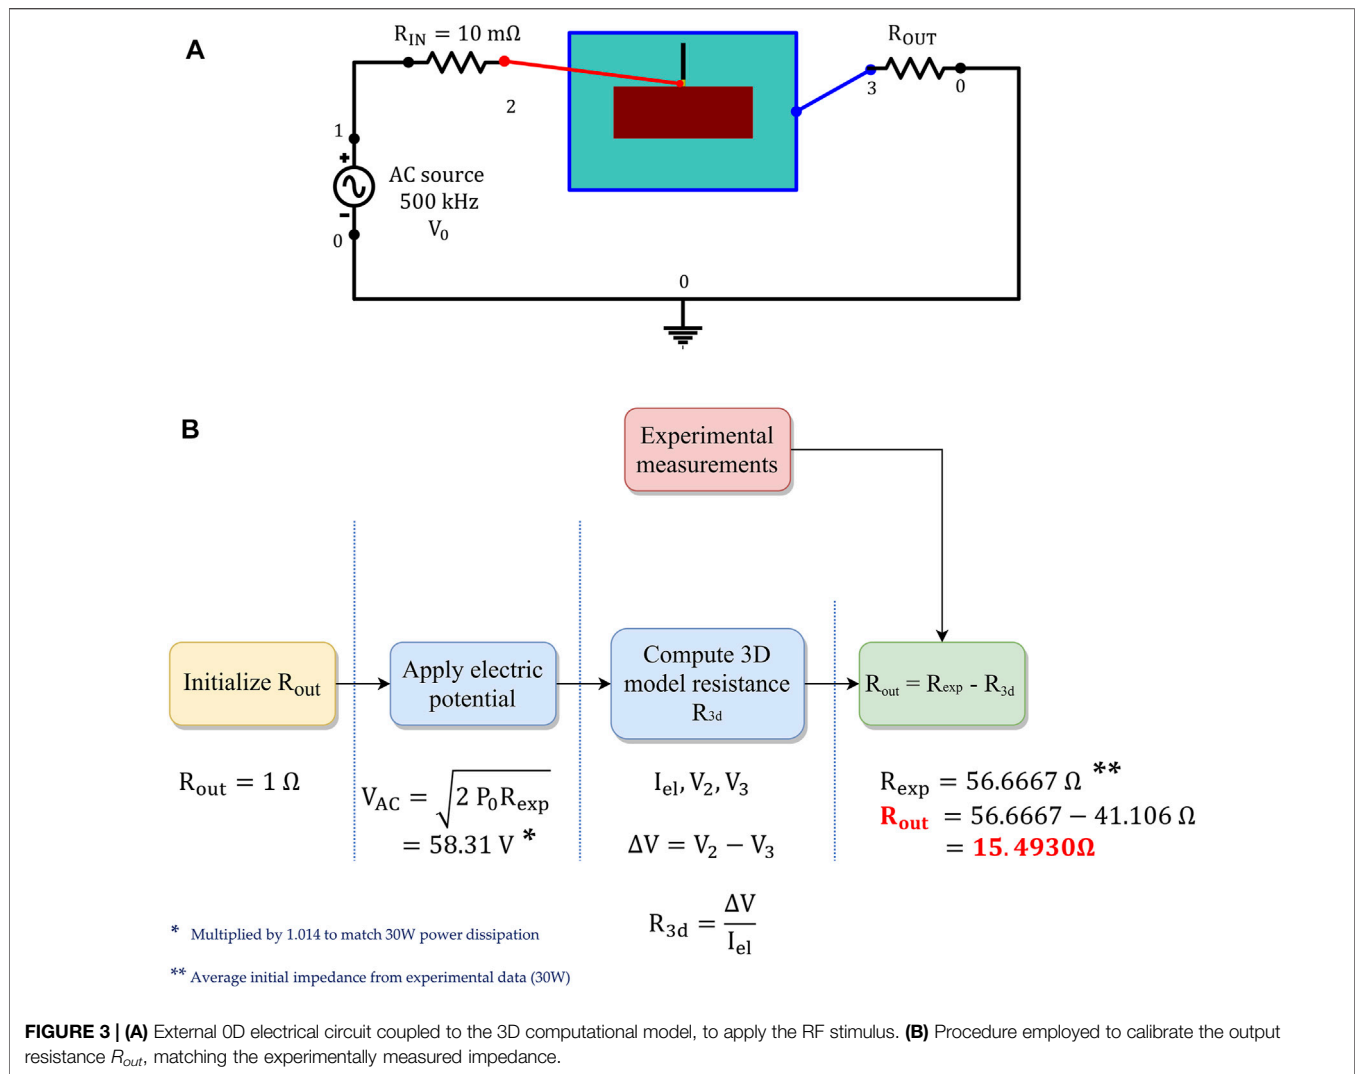 A
R_IN = 10 mΩ
R_OUT
2
3
0
1
+
AC source
500 kHz
V_0
−
0
0
B
Experimental
measurements
Initialize R_out
Apply electric
potential
Compute 3D
model resistance
R_3d
R_out = R_exp - R_3d
R_out = 1 Ω
V_AC = √(2 P_0 R_exp)
= 58.31 V *
I_el, V_2, V_3
ΔV = V_2 − V_3
R_3d = ΔV / I_el
R_exp = 56.6667 Ω **
R_out = 56.6667 − 41.106 Ω
= 15.4930Ω
* Multiplied by 1.014 to match 30W power dissipation
** Average initial impedance from experimental data (30W)
FIGURE 3 | (A) External 0D electrical circuit coupled to the 3D computational model, to apply the RF stimulus. (B) Procedure employed to calibrate the output
resistance R_out, matching the experimentally measured impedance.